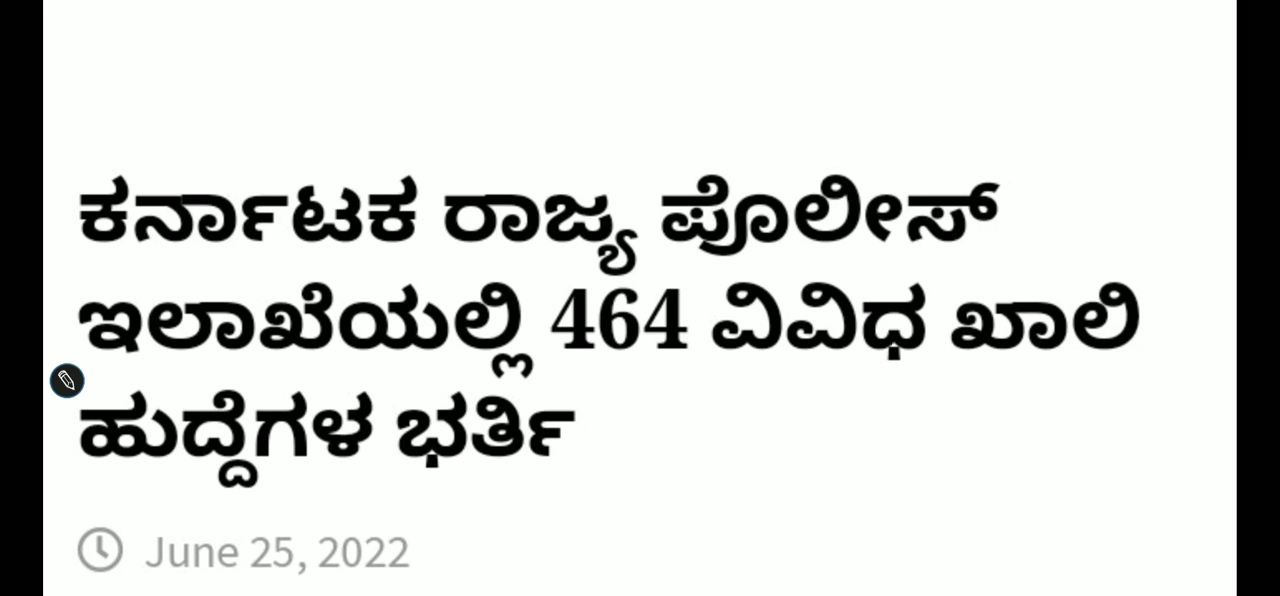 ಕರ್ನಾಟಕ ರಾಜ್ಯ ಪೊಲೀಸ್
ಇಲಾಖೆಯಲ್ಲಿ 464 ವಿವಿಧ ಖಾಲಿ
ಹುದ್ದೆಗಳ ಭರ್ತಿ
June 25, 2022